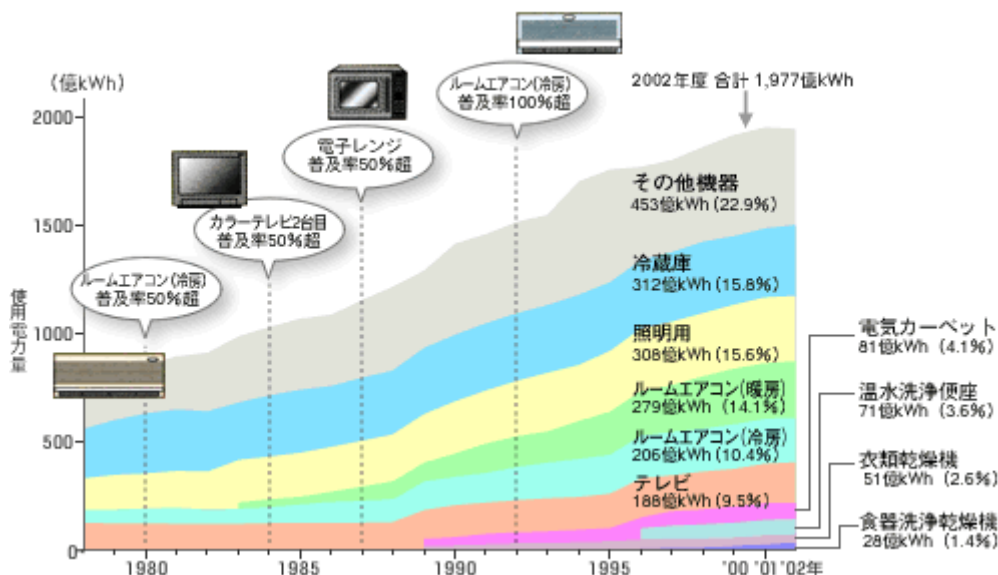 （億kWh）
2000
1500
1000
500
0
使用電力量
ルームエアコン（冷房）
普及率50％超
カラーテレビ2台目
普及率50％超
電子レンジ
普及率50％超
ルームエアコン（冷房）
普及率100％超
2002年度 合計 1,977億kWh
その他機器
453億kWh（22.9％）
冷蔵庫
312億kWh（15.8％）
照明用
308億kWh（15.6％）
ルームエアコン（暖房）
279億kWh（14.1％）
ルームエアコン（冷房）
206億kWh（10.4％）
テレビ
188億kWh（9.5％）
電気カーペット
81億kWh（4.1％）
温水洗浄便座
71億kWh（3.6％）
衣類乾燥機
51億kWh（2.6％）
食器洗浄乾燥機
28億kWh（1.4％）
1980 1985 1990 1995 '00 '01 '02年